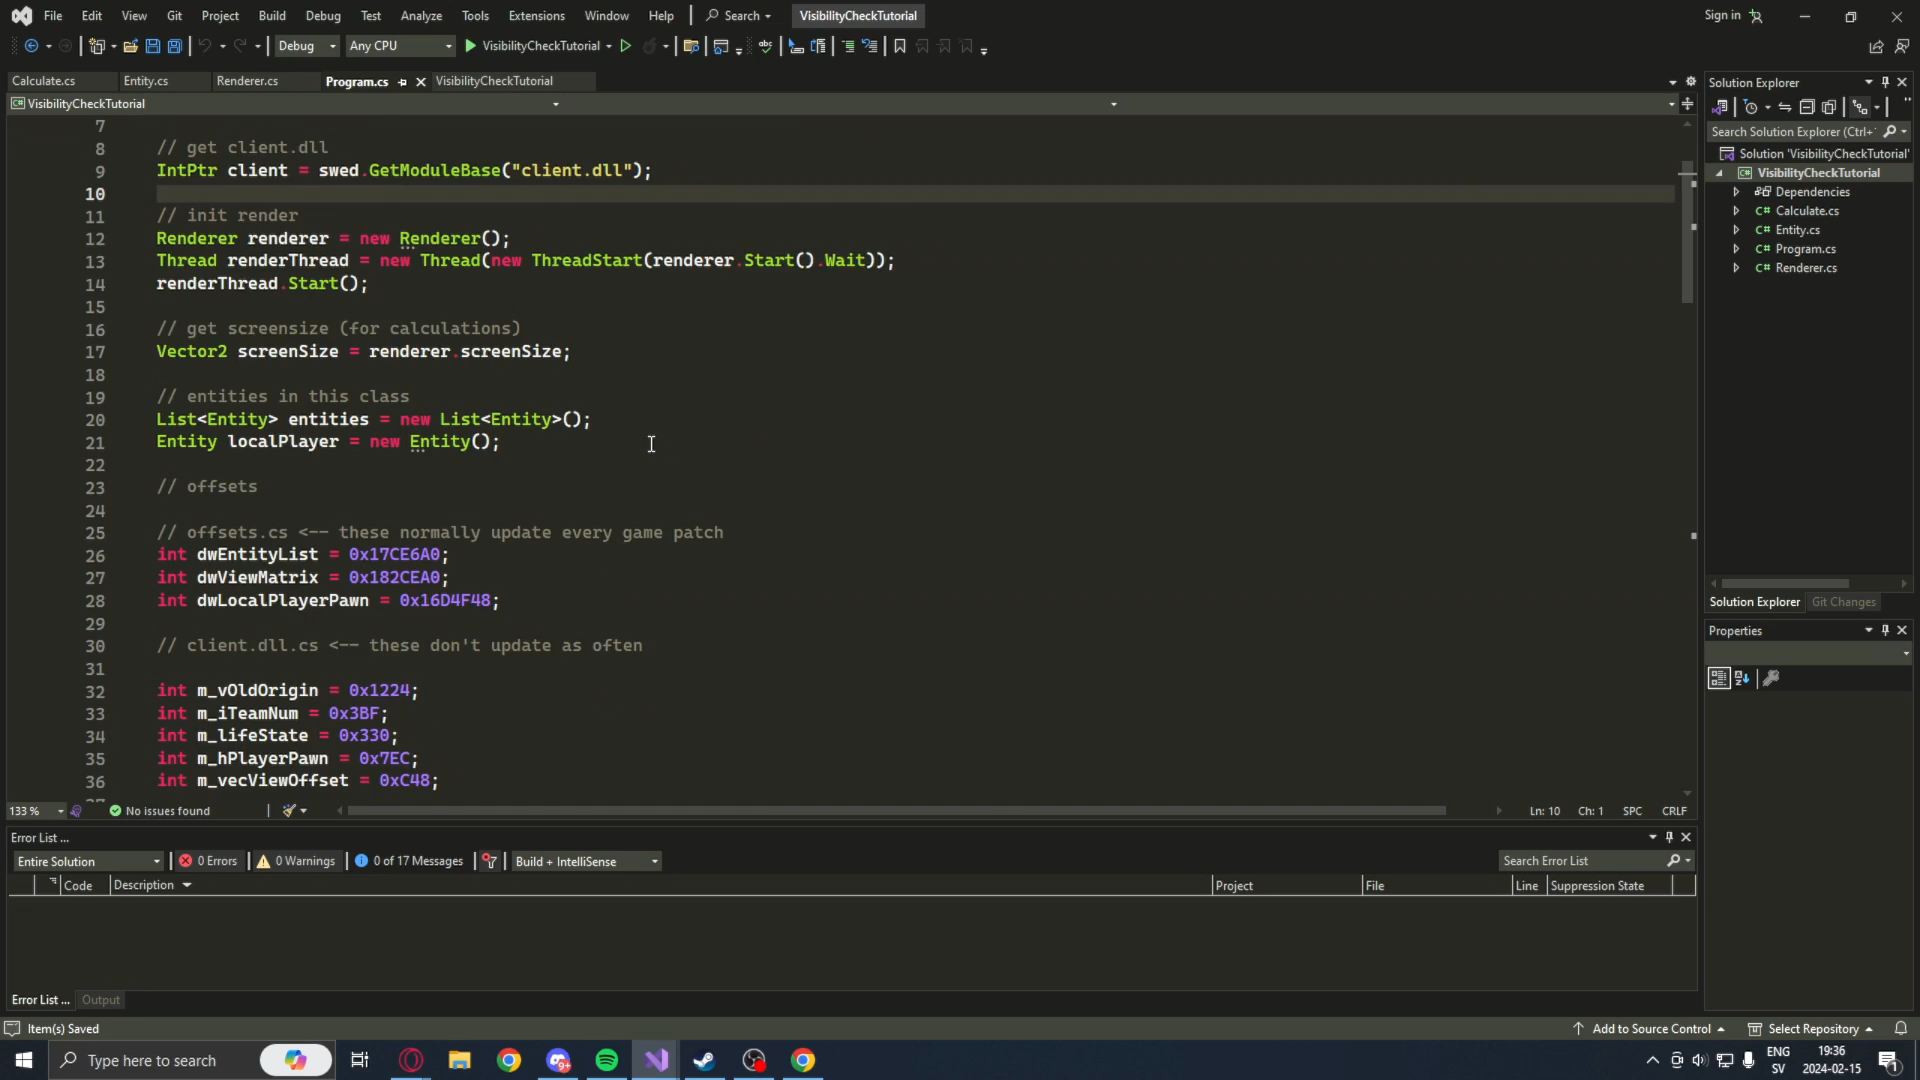 File Edit View Git Project Build Debug Test Analyze Tools Extensions Window Help Search VisibilityCheckTutorial Sign in
Debug Any CPU VisibilityCheckTutorial
Calculate.cs Entity.cs Renderer.cs Program.cs VisibilityCheckTutorial
VisibilityCheckTutorial
7
8 // get client.dll
9 IntPtr client = swed.GetModuleBase("client.dll");
10
11 // init render
12 Renderer renderer = new Renderer();
13 Thread renderThread = new Thread(new ThreadStart(renderer.Start().Wait));
14 renderThread.Start();
15
16 // get screensize (for calculations)
17 Vector2 screenSize = renderer.screenSize;
18
19 // entities in this class
20 List<Entity> entities = new List<Entity>();
21 Entity localPlayer = new Entity();
22
23 // offsets
24
25 // offsets.cs <-- these normally update every game patch
26 int dwEntityList = 0x17CE6A0;
27 int dwViewMatrix = 0x182CEA0;
28 int dwLocalPlayerPawn = 0x16D4F48;
29
30 // client.dll.cs <-- these don't update as often
31
32 int m_vOldOrigin = 0x1224;
33 int m_iTeamNum = 0x3BF;
34 int m_lifeState = 0x330;
35 int m_hPlayerPawn = 0x7EC;
36 int m_vecViewOffset = 0xC48;
133 % No issues found Ln: 10 Ch: 1 SPC CRLF
Solution Explorer
Search Solution Explorer (Ctrl+
Solution 'VisibilityCheckTutorial'
VisibilityCheckTutorial
Dependencies
C# Calculate.cs
C# Entity.cs
C# Program.cs
C# Renderer.cs
Solution Explorer Git Changes
Properties
Error List ...
Entire Solution 0 Errors 0 Warnings 0 of 17 Messages Build + IntelliSense Search Error List
Code Description Project File Line Suppression State
Error List ... Output
Item(s) Saved Add to Source Control Select Repository
Type here to search ENG 19:36
SV 2024-02-15